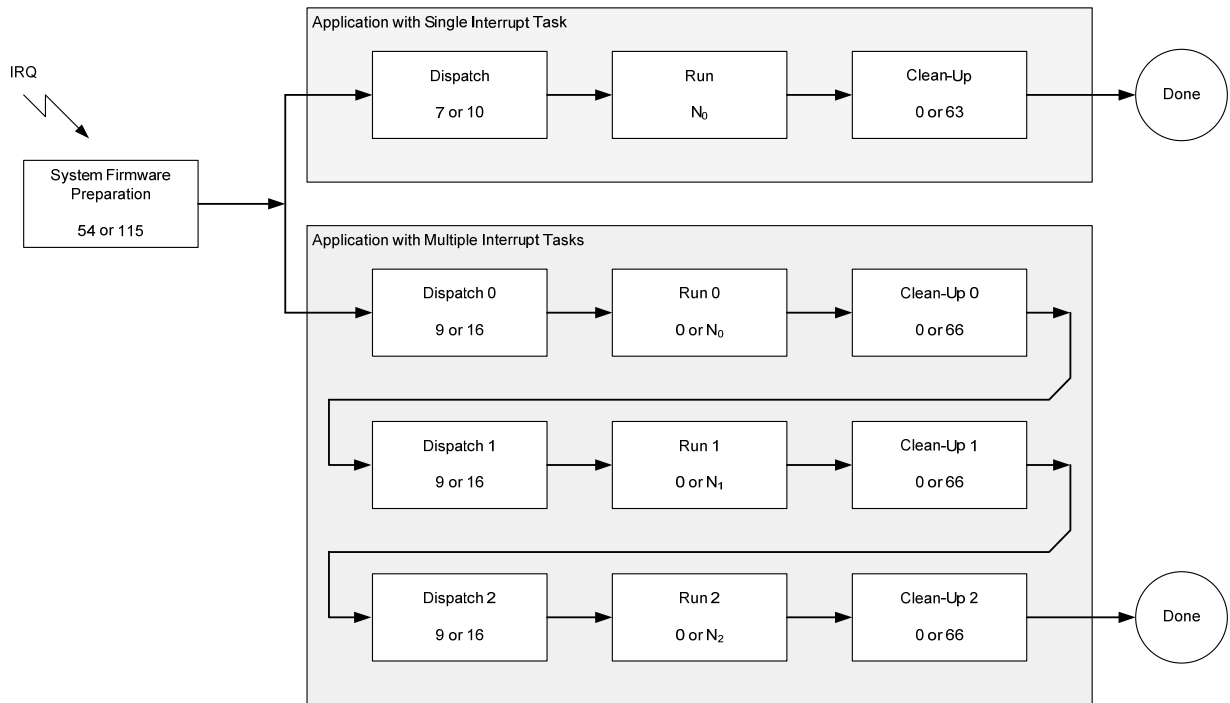 Application with Single Interrupt Task
IRQ
Dispatch
7 or 10
Run
N₀
Clean-Up
0 or 63
Done
System Firmware
Preparation
54 or 115
Application with Multiple Interrupt Tasks
Dispatch 0
9 or 16
Run 0
0 or N₀
Clean-Up 0
0 or 66
Dispatch 1
9 or 16
Run 1
0 or N₁
Clean-Up 1
0 or 66
Dispatch 2
9 or 16
Run 2
0 or N₂
Clean-Up 2
0 or 66
Done